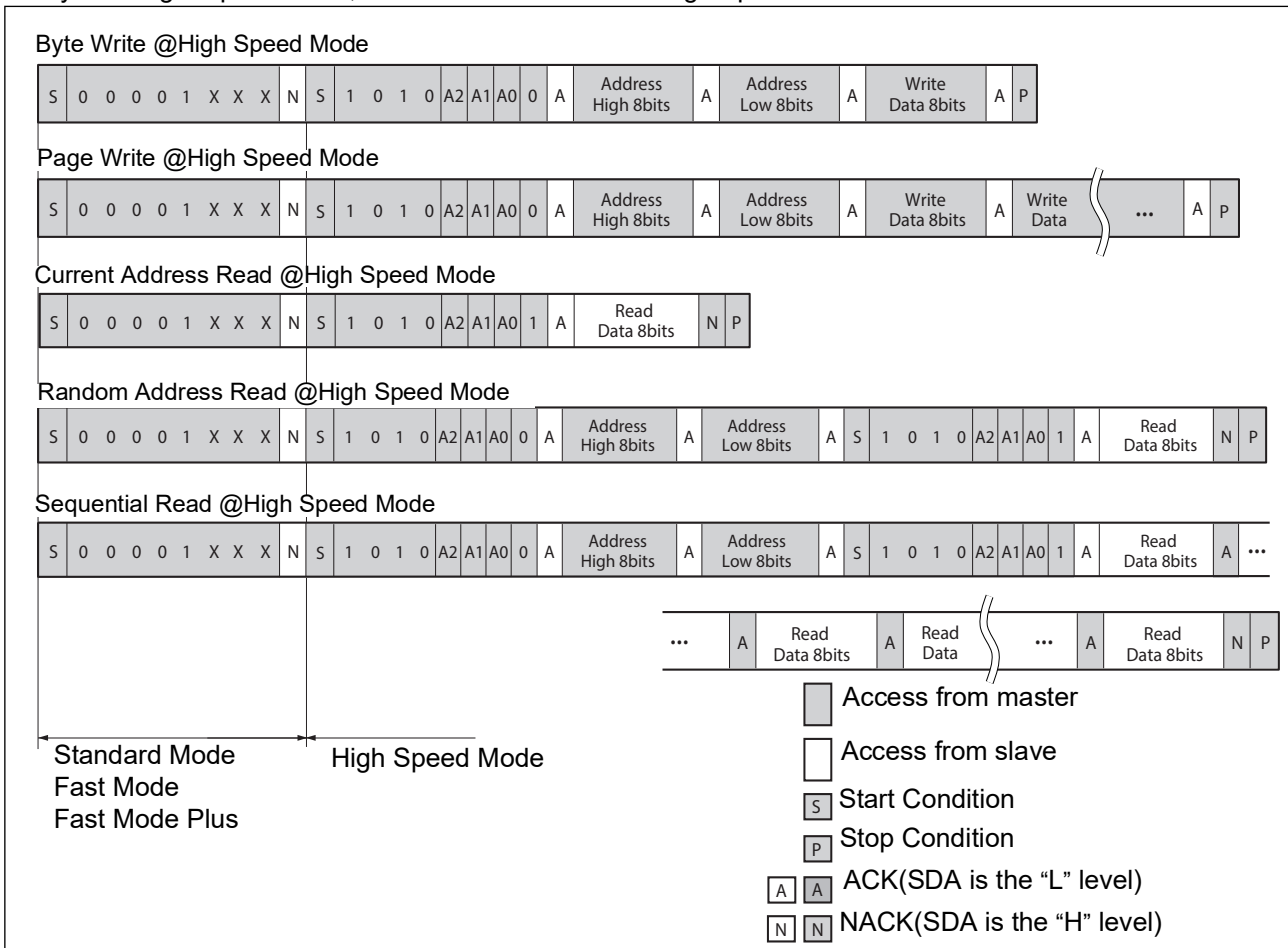 Byte Write @High Speed Mode
S 0 0 0 0 1 X X X N S 1 0 1 0 A2 A1 A0 0 A Address High 8bits A Address Low 8bits A Write Data 8bits A P
Page Write @High Speed Mode
S 0 0 0 0 1 X X X N S 1 0 1 0 A2 A1 A0 0 A Address High 8bits A Address Low 8bits A Write Data 8bits A Write Data ... A P
Current Address Read @High Speed Mode
S 0 0 0 0 1 X X X N S 1 0 1 0 A2 A1 A0 1 A Read Data 8bits N P
Random Address Read @High Speed Mode
S 0 0 0 0 1 X X X N S 1 0 1 0 A2 A1 A0 0 A Address High 8bits A Address Low 8bits A S 1 0 1 0 A2 A1 A0 1 A Read Data 8bits N P
Sequential Read @High Speed Mode
S 0 0 0 0 1 X X X N S 1 0 1 0 A2 A1 A0 0 A Address High 8bits A Address Low 8bits A S 1 0 1 0 A2 A1 A0 1 A Read Data 8bits A ...
... A Read Data 8bits A Read Data ... A Read Data 8bits N P
Standard Mode
Fast Mode
Fast Mode Plus
High Speed Mode
Access from master
Access from slave
S Start Condition
P Stop Condition
A A ACK(SDA is the “L” level)
N N NACK(SDA is the “H” level)